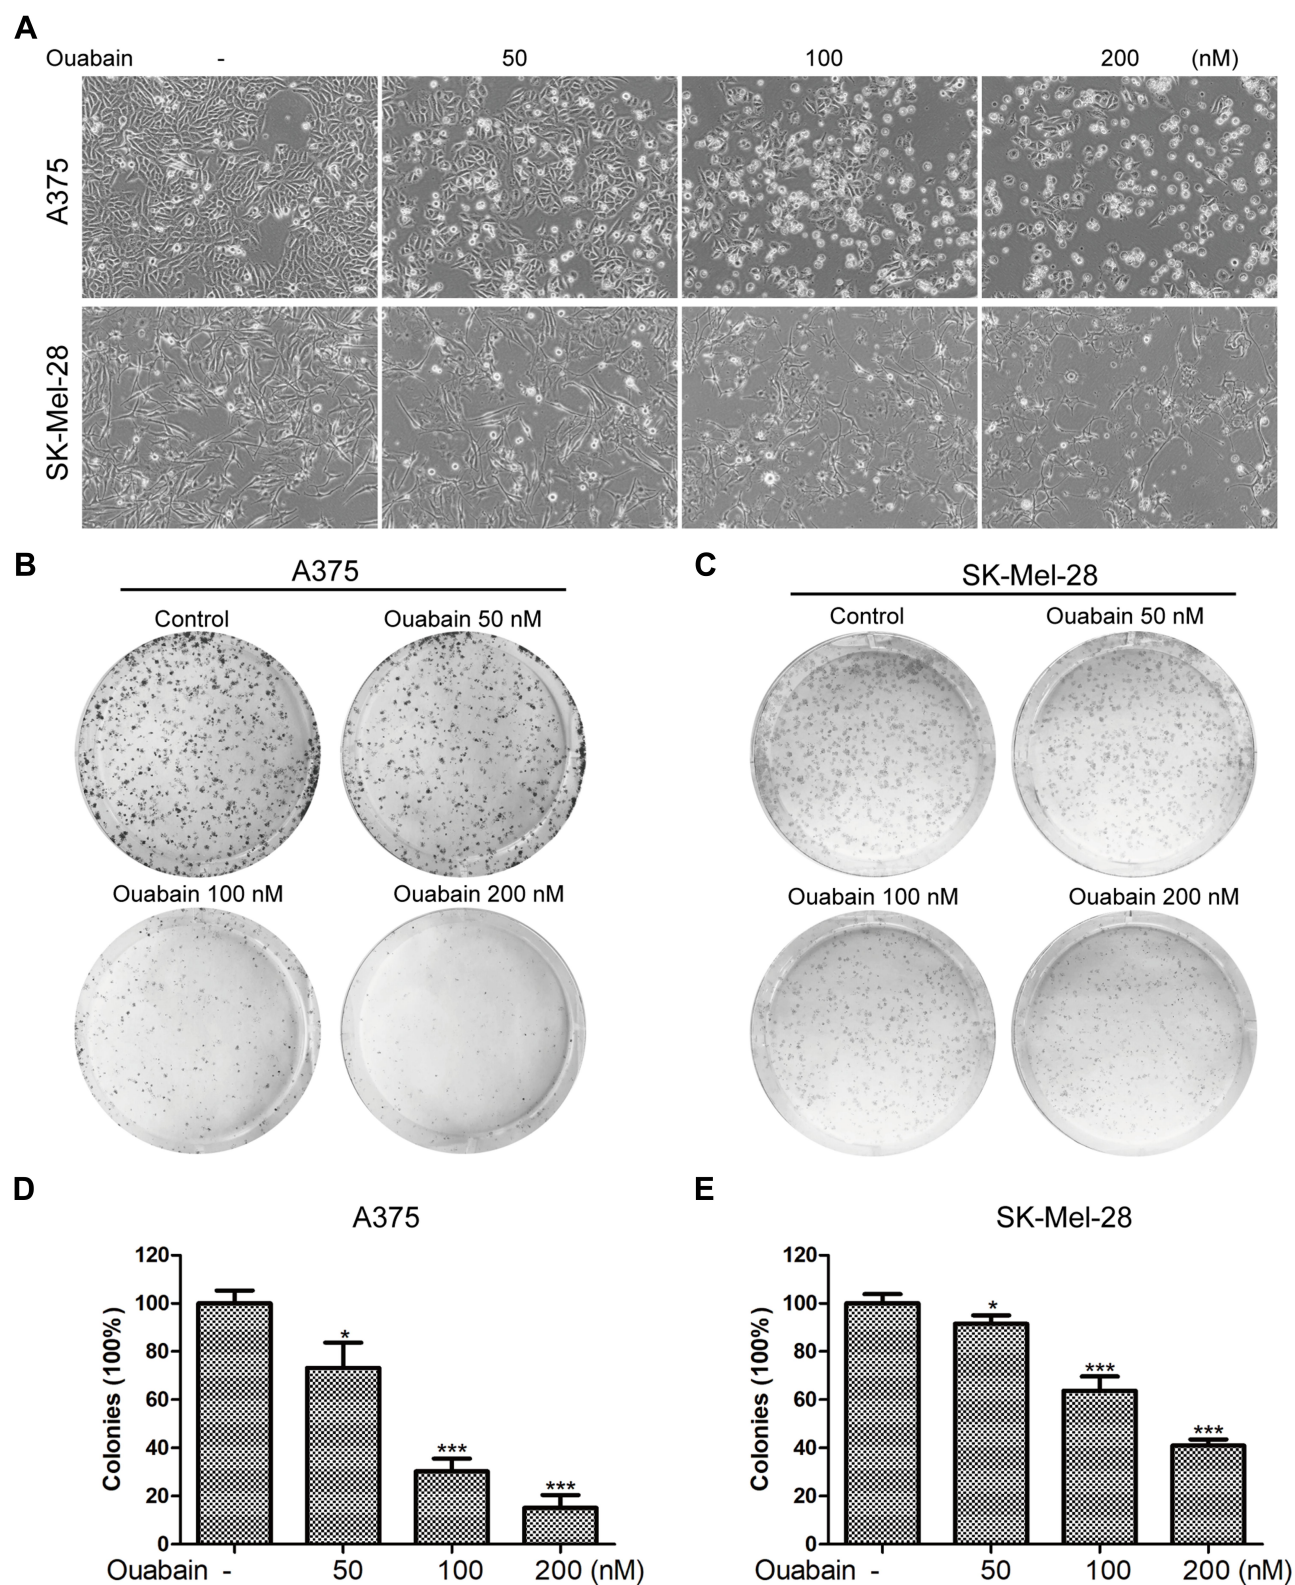 A
Ouabain - 50 100 200 (nM)
A375
SK-Mel-28
B
A375
Control Ouabain 50 nM
Ouabain 100 nM Ouabain 200 nM
C
SK-Mel-28
Control Ouabain 50 nM
Ouabain 100 nM Ouabain 200 nM
D
A375
Colonies (100%)
120
100
80
60
40
20
0
*
***
***
Ouabain - 50 100 200 (nM)
E
SK-Mel-28
Colonies (100%)
120
100
80
60
40
20
0
*
***
***
Ouabain - 50 100 200 (nM)